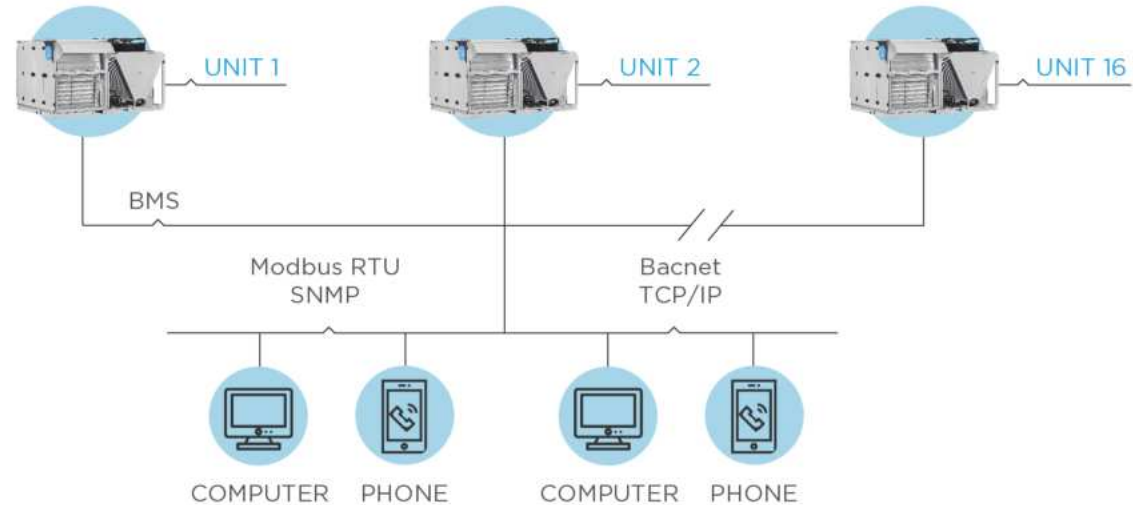 UNIT 1
UNIT 2
UNIT 16
BMS
Modbus RTU
SNMP
Bacnet
TCP/IP
COMPUTER
PHONE
COMPUTER
PHONE